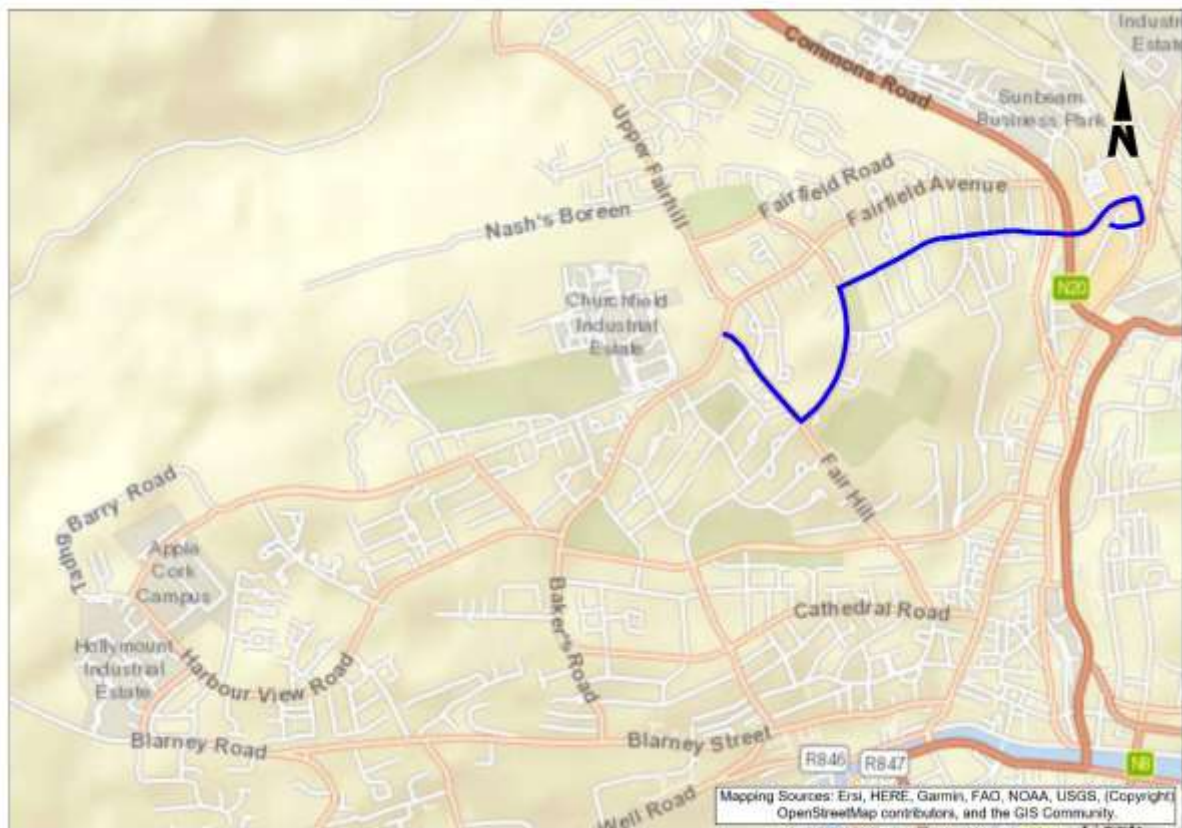 Industri
Estate
Commons Road
Sunbeam
Business Park
N
Upper Fairhill
Fairfield Road
Fairfield Avenue
Nash's Boreen
N20
Churchfield
Industrial
Estate
Fair Hill
Tadhg Barry Road
Apple
Cork
Campus
Baker's Road
Cathedral Road
Hollymount
Industrial
Estate
Harbour View Road
Blarney Road
Blarney Street
R846
R847
N8
Well Road
Mapping Sources: Ersi, HERE, Garmin, FAO, NOAA, USGS, (Copyright)
OpenStreetMap contributors, and the GIS Community.